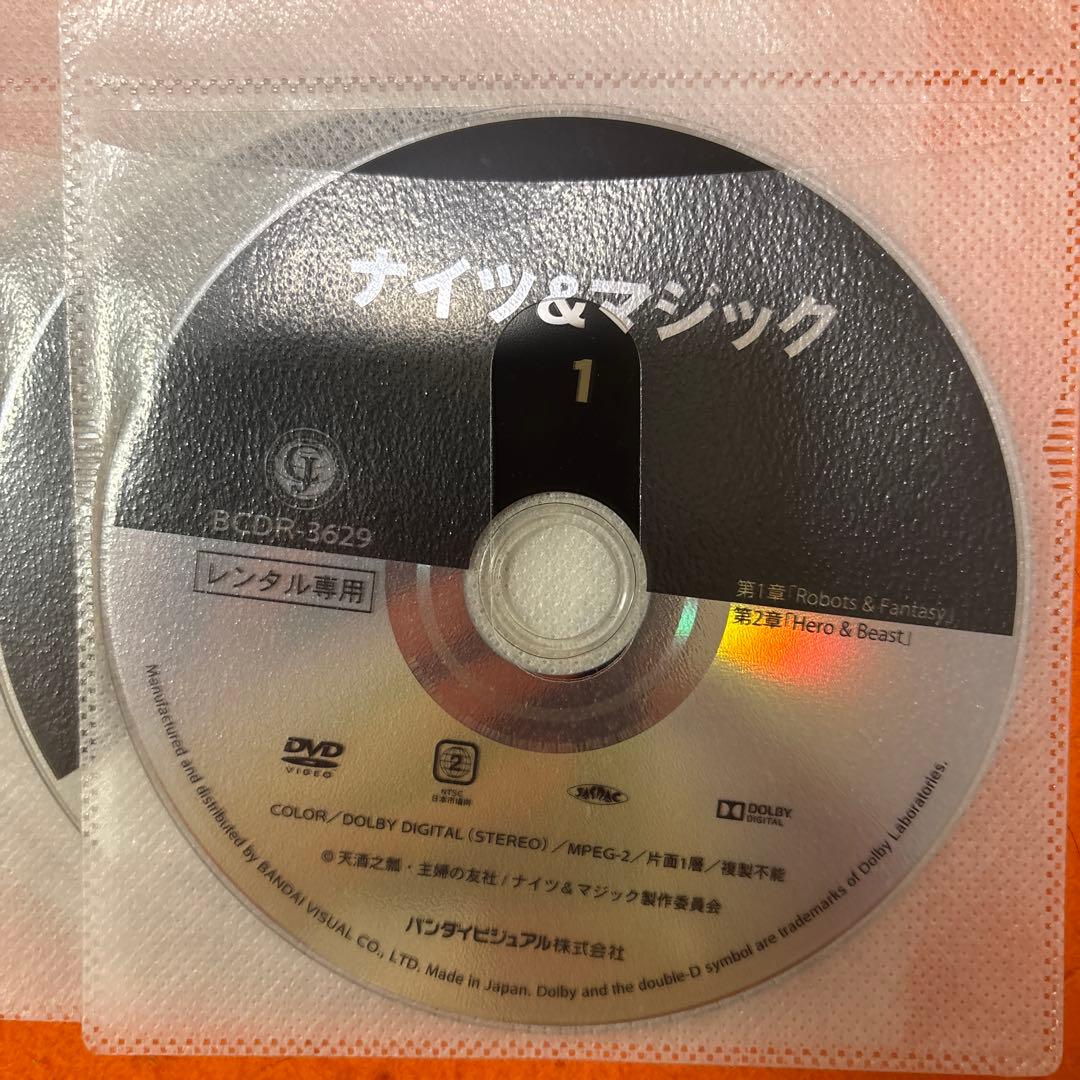 ナイツ&マジック
1
BCDR-3629
レンタル専用
第1章「Robots & Fantasy」
第2章「Hero & Beast」
DVD
VIDEO
2
NTSC
日本市場向
DOLBY
DIGITAL
COLOR/DOLBY DIGITAL (STEREO)/MPEG-2/片面1層/複製不能
©天酒之瓢・主婦の友社/ナイツ&マジック製作委員会
バンダイビジュアル株式会社
Manufactured and distributed by BANDAI VISUAL CO., LTD. Made in Japan. Dolby and the double-D symbol are trademarks of Dolby Laboratories.